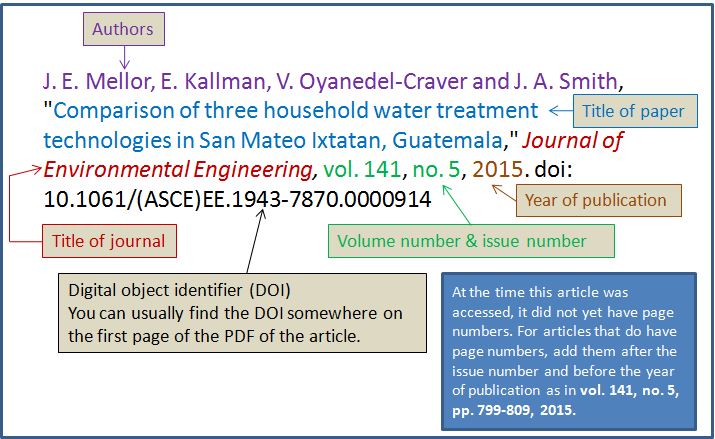 Authors
J. E. Mellor, E. Kallman, V. Oyanedel-Craver and J. A. Smith,
"Comparison of three household water treatment
Title of paper
technologies in San Mateo Ixtatan, Guatemala," Journal of
Environmental Engineering, vol. 141, no. 5, 2015. doi:
10.1061/(ASCE)EE.1943-7870.0000914
Year of publication
Title of journal
Volume number & issue number
Digital object identifier (DOI)
You can usually find the DOI somewhere on
the first page of the PDF of the article.
At the time this article was
accessed, it did not yet have page
numbers. For articles that do have
page numbers, add them after the
issue number and before the year
of publication as in vol. 141, no. 5,
pp. 799-809, 2015.